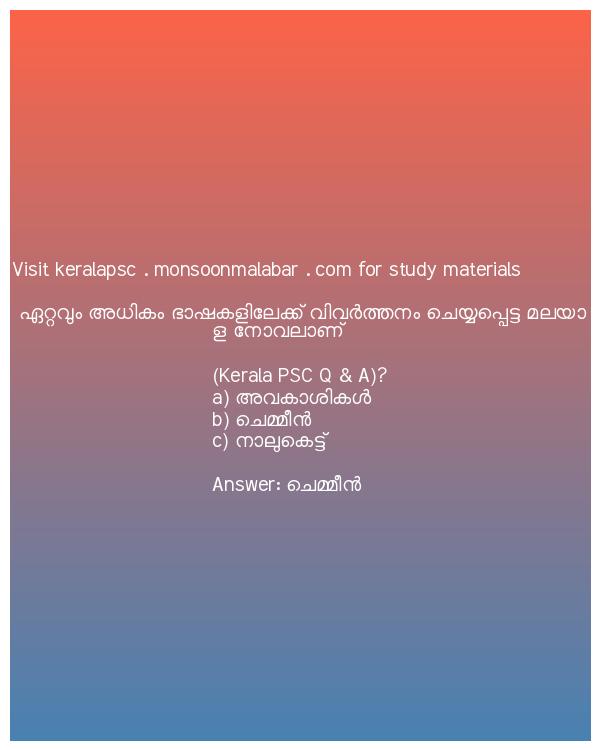 Visit keralapsc . monsoonmalabar . com for study materials
ഏറ്റവും അധികം ഭാഷകളിലേക്ക് വിവർത്തനം ചെയ്യപ്പെട്ട മലയാ
ള നോവലാണ്
(Kerala PSC Q & A)?
a) അവകാശികൾ
b) ചെമ്മീൻ
c) നാലുകെട്ട്
Answer: ചെമ്മീൻ